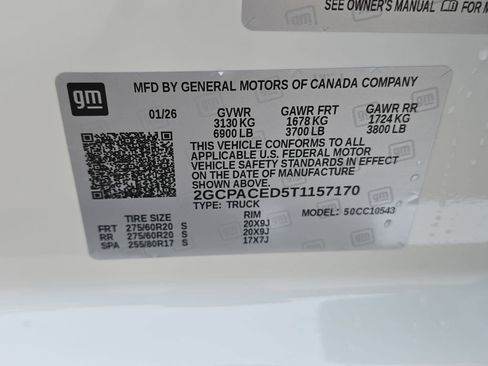 SEE OWNER'S MANUAL FOR M
gm
MFD BY GENERAL MOTORS OF CANADA COMPANY
01/26 GVWR GAWR FRT GAWR RR
3130 KG 1678 KG 1724 KG
6900 LB 3700 LB 3800 LB
THIS VEHICLE CONFORMS TO ALL
APPLICABLE U.S. FEDERAL MOTOR
VEHICLE SAFETY STANDARDS IN EFFECT ON
THE DATE OF MANUFACTURE
SHOWN ABOVE.
2GCPACED5T1157170
TYPE: TRUCK
TIRE SIZE RIM MODEL: 50CC10543
FRT 275/60R20 S 20X9J
RR 275/60R20 S 20X9J
SPA 255/80R17 S 17X7J